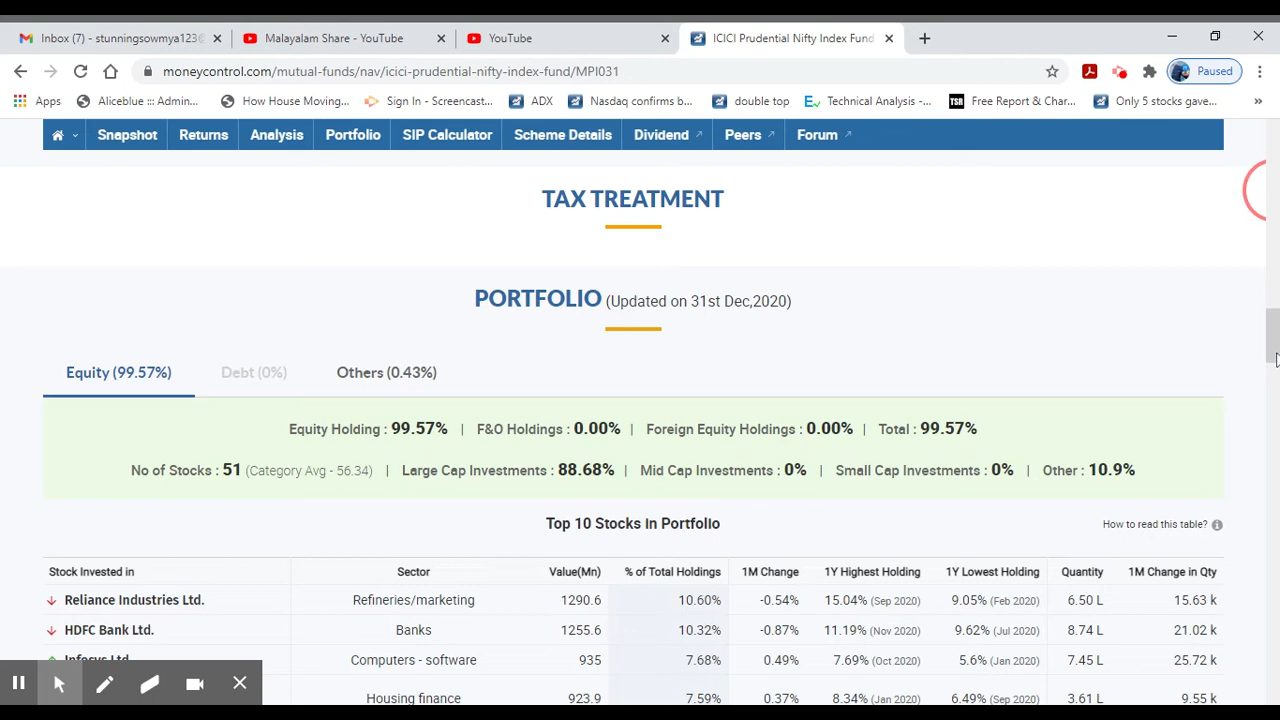 Inbox (7) - stunningsowmya123@
Malayalam Share - YouTube
YouTube
ICICI Prudential Nifty Index Fund
moneycontrol.com/mutual-funds/nav/icici-prudential-nifty-index-fund/MPI031
Paused
Apps
Aliceblue ::: Admin...
How House Moving...
Sign In - Screencast...
ADX
Nasdaq confirms b...
double top
Technical Analysis -...
TSR Free Report & Char...
Only 5 stocks gave...
»
Snapshot Returns Analysis Portfolio SIP Calculator Scheme Details Dividend Peers Forum
TAX TREATMENT
PORTFOLIO (Updated on 31st Dec,2020)
Equity (99.57%) Debt (0%) Others (0.43%)
Equity Holding : 99.57% | F&O Holdings : 0.00% | Foreign Equity Holdings : 0.00% | Total : 99.57%
No of Stocks : 51 (Category Avg - 56.34) | Large Cap Investments : 88.68% | Mid Cap Investments : 0% | Small Cap Investments : 0% | Other : 10.9%
Top 10 Stocks in Portfolio
How to read this table?
Stock Invested in Sector Value(Mn) % of Total Holdings 1M Change 1Y Highest Holding 1Y Lowest Holding Quantity 1M Change in Qty
Reliance Industries Ltd. Refineries/marketing 1290.6 10.60% -0.54% 15.04% (Sep 2020) 9.05% (Feb 2020) 6.50 L 15.63 k
HDFC Bank Ltd. Banks 1255.6 10.32% -0.87% 11.19% (Nov 2020) 9.62% (Jul 2020) 8.74 L 21.02 k
Infosys Ltd. Computers - software 935 7.68% 0.49% 7.69% (Oct 2020) 5.6% (Jan 2020) 7.45 L 25.72 k
Housing finance 923.9 7.59% 0.37% 8.34% (Jan 2020) 6.49% (Sep 2020) 3.61 L 9.55 k